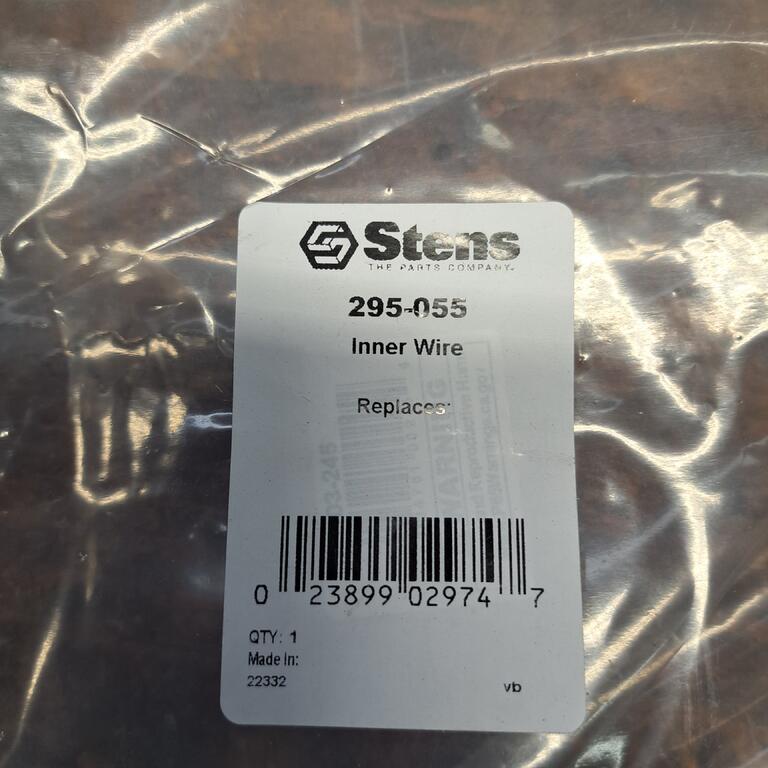 Stens
THE PARTS COMPANY
295-055
Inner Wire
Replaces:
0 23899 02974 7
QTY: 1
Made In:
22332
vb